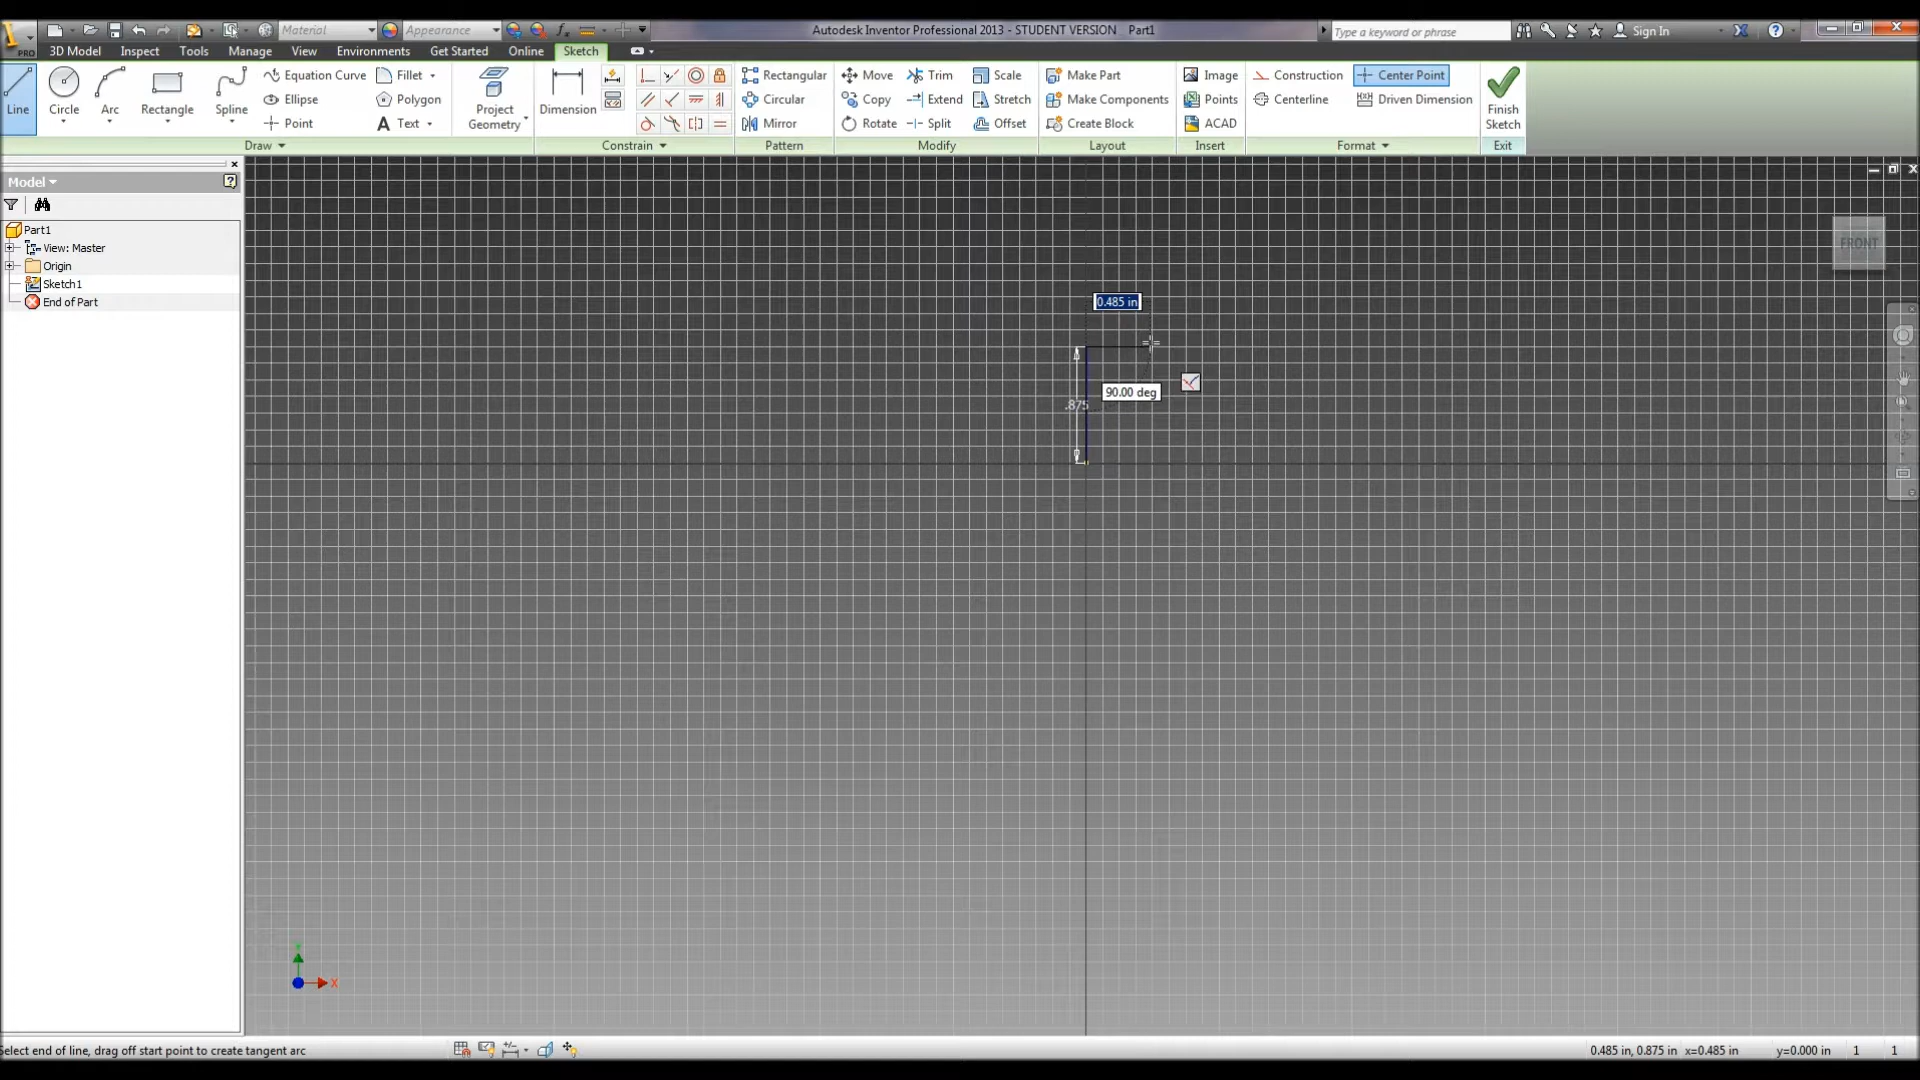 Material Appearance Autodesk Inventor Professional 2013 - STUDENT VERSION Part1 Type a keyword or phrase Sign In
PRO 3D Model Inspect Tools Manage View Environments Get Started Online Sketch
Line Circle Arc Rectangle Spline Equation Curve Fillet Project Geometry Dimension Rectangular Move Trim Scale Make Part Image Construction Center Point Finish Sketch
Ellipse Polygon Circular Copy Extend Stretch Make Components Points Centerline Driven Dimension
Point Text Mirror Rotate Split Offset Create Block ACAD
Draw Constrain Pattern Modify Layout Insert Format Exit
Model
Part1
View: Master
Origin
Sketch1
End of Part
FRONT
0.485 in
90.00 deg
.875
X
Select end of line, drag off start point to create tangent arc 0.485 in, 0.875 in x=0.485 in y=0.000 in 1 1